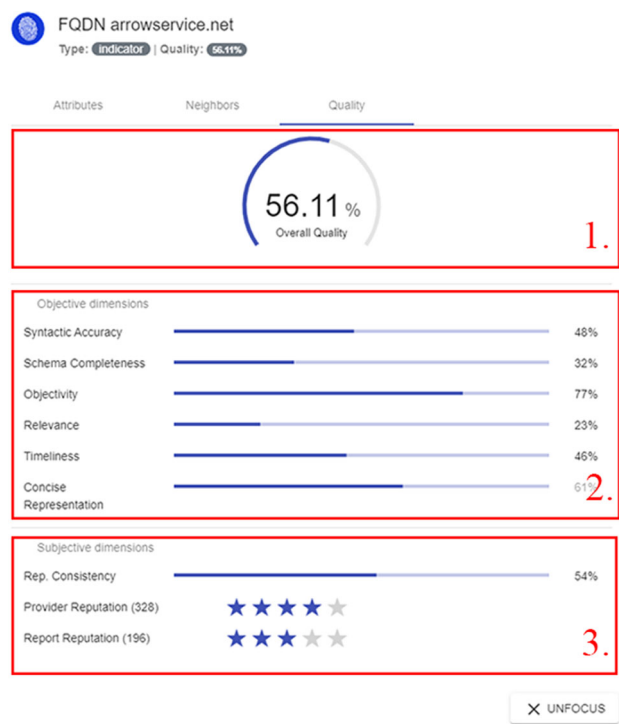 FQDN arrowservice.net
Type: indicator | Quality: 56.11%
Attributes Neighbors Quality
56.11 %
Overall Quality
1.
Objective dimensions
Syntactic Accuracy 48%
Schema Completeness 32%
Objectivity 77%
Relevance 23%
Timeliness 46%
Concise Representation 61%
2.
Subjective dimensions
Rep. Consistency 54%
Provider Reputation (328)
Report Reputation (196)
3.
X UNFOCUS